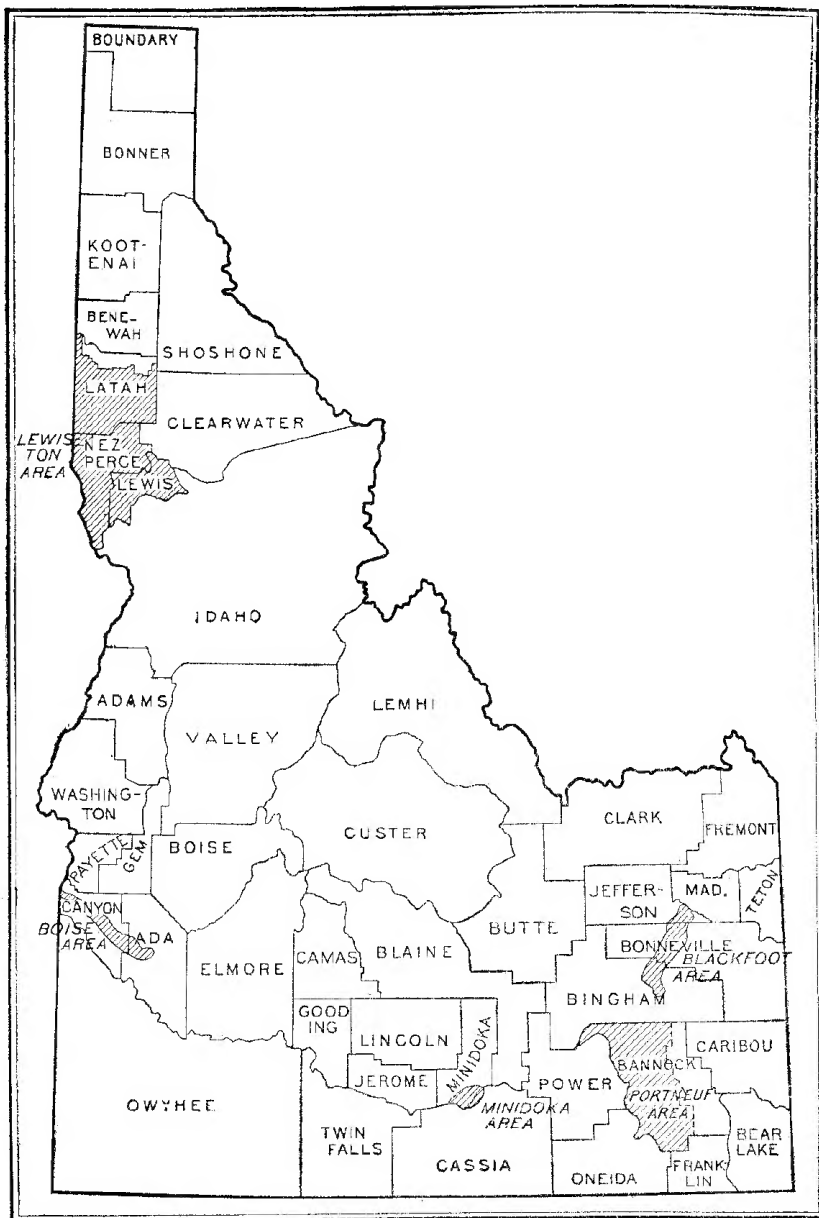 BOUNDARY
BONNER
KOOT-
ENAI
BENE-
WAH
SHOSHONE
LATAH
CLEARWATER
LEWIS
TON
AREA
NEZ
PERCE
LEWIS
IDAHO
ADAMS
LEMHI
VALLEY
WASHING-
TON
CUSTER
CLARK
FREMONT
BOISE
PAYETTE
GEM
JEFFER-
SON
MAD.
TETON
CANYON
BOISE
AREA
ADA
BUTTE
BONNEVILLE
BLACKFOOT
AREA
ELMORE
CAMAS
BLAINE
BINGHAM
GOOD
ING
LINCOLN
MINIDOKA
JEROME
POWER
BANNOCK
CARIBOU
PORTNEUF
AREA
OWYHEE
MINIDOKA
AREA
TWIN
FALLS
CASSIA
ONEIDA
FRANK-
LIN
BEAR
LAKE